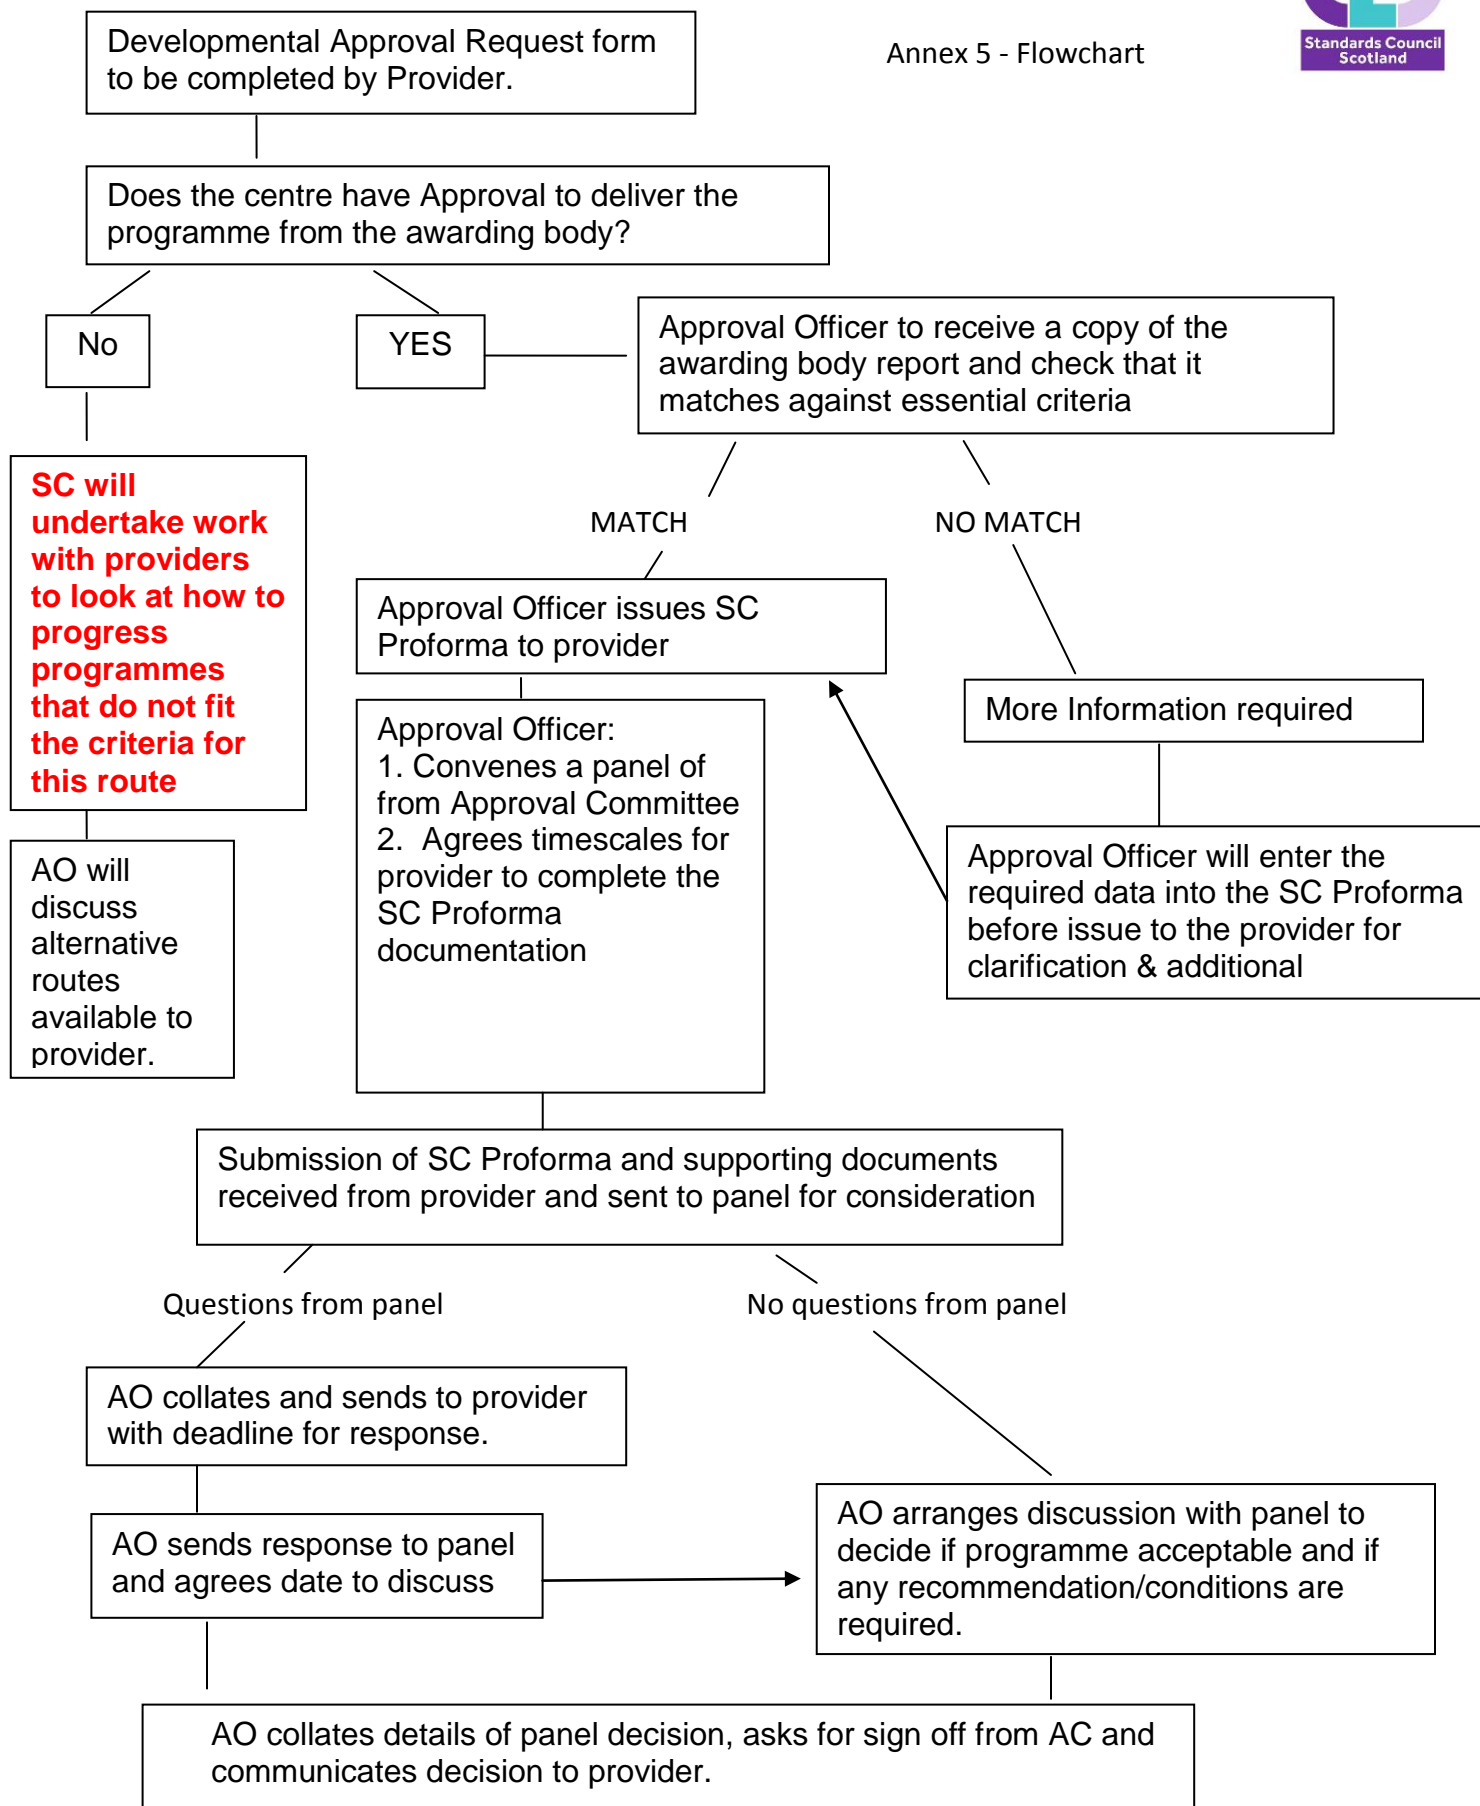 Standards Council
Scotland
Annex 5 - Flowchart
Developmental Approval Request form
to be completed by Provider.
Does the centre have Approval to deliver the
programme from the awarding body?
No
YES
Approval Officer to receive a copy of the
awarding body report and check that it
matches against essential criteria
SC will
undertake work
with providers
to look at how to
progress
programmes
that do not fit
the criteria for
this route
MATCH
NO MATCH
Approval Officer issues SC
Proforma to provider
More Information required
Approval Officer:
1. Convenes a panel of
from Approval Committee
2.  Agrees timescales for
provider to complete the
SC Proforma
documentation
AO will
discuss
alternative
routes
available to
provider.
Approval Officer will enter the
required data into the SC Proforma
before issue to the provider for
clarification & additional
Submission of SC Proforma and supporting documents
received from provider and sent to panel for consideration
Questions from panel
No questions from panel
AO collates and sends to provider
with deadline for response.
AO sends response to panel
and agrees date to discuss
AO arranges discussion with panel to
decide if programme acceptable and if
any recommendation/conditions are
required.
AO collates details of panel decision, asks for sign off from AC and
communicates decision to provider.